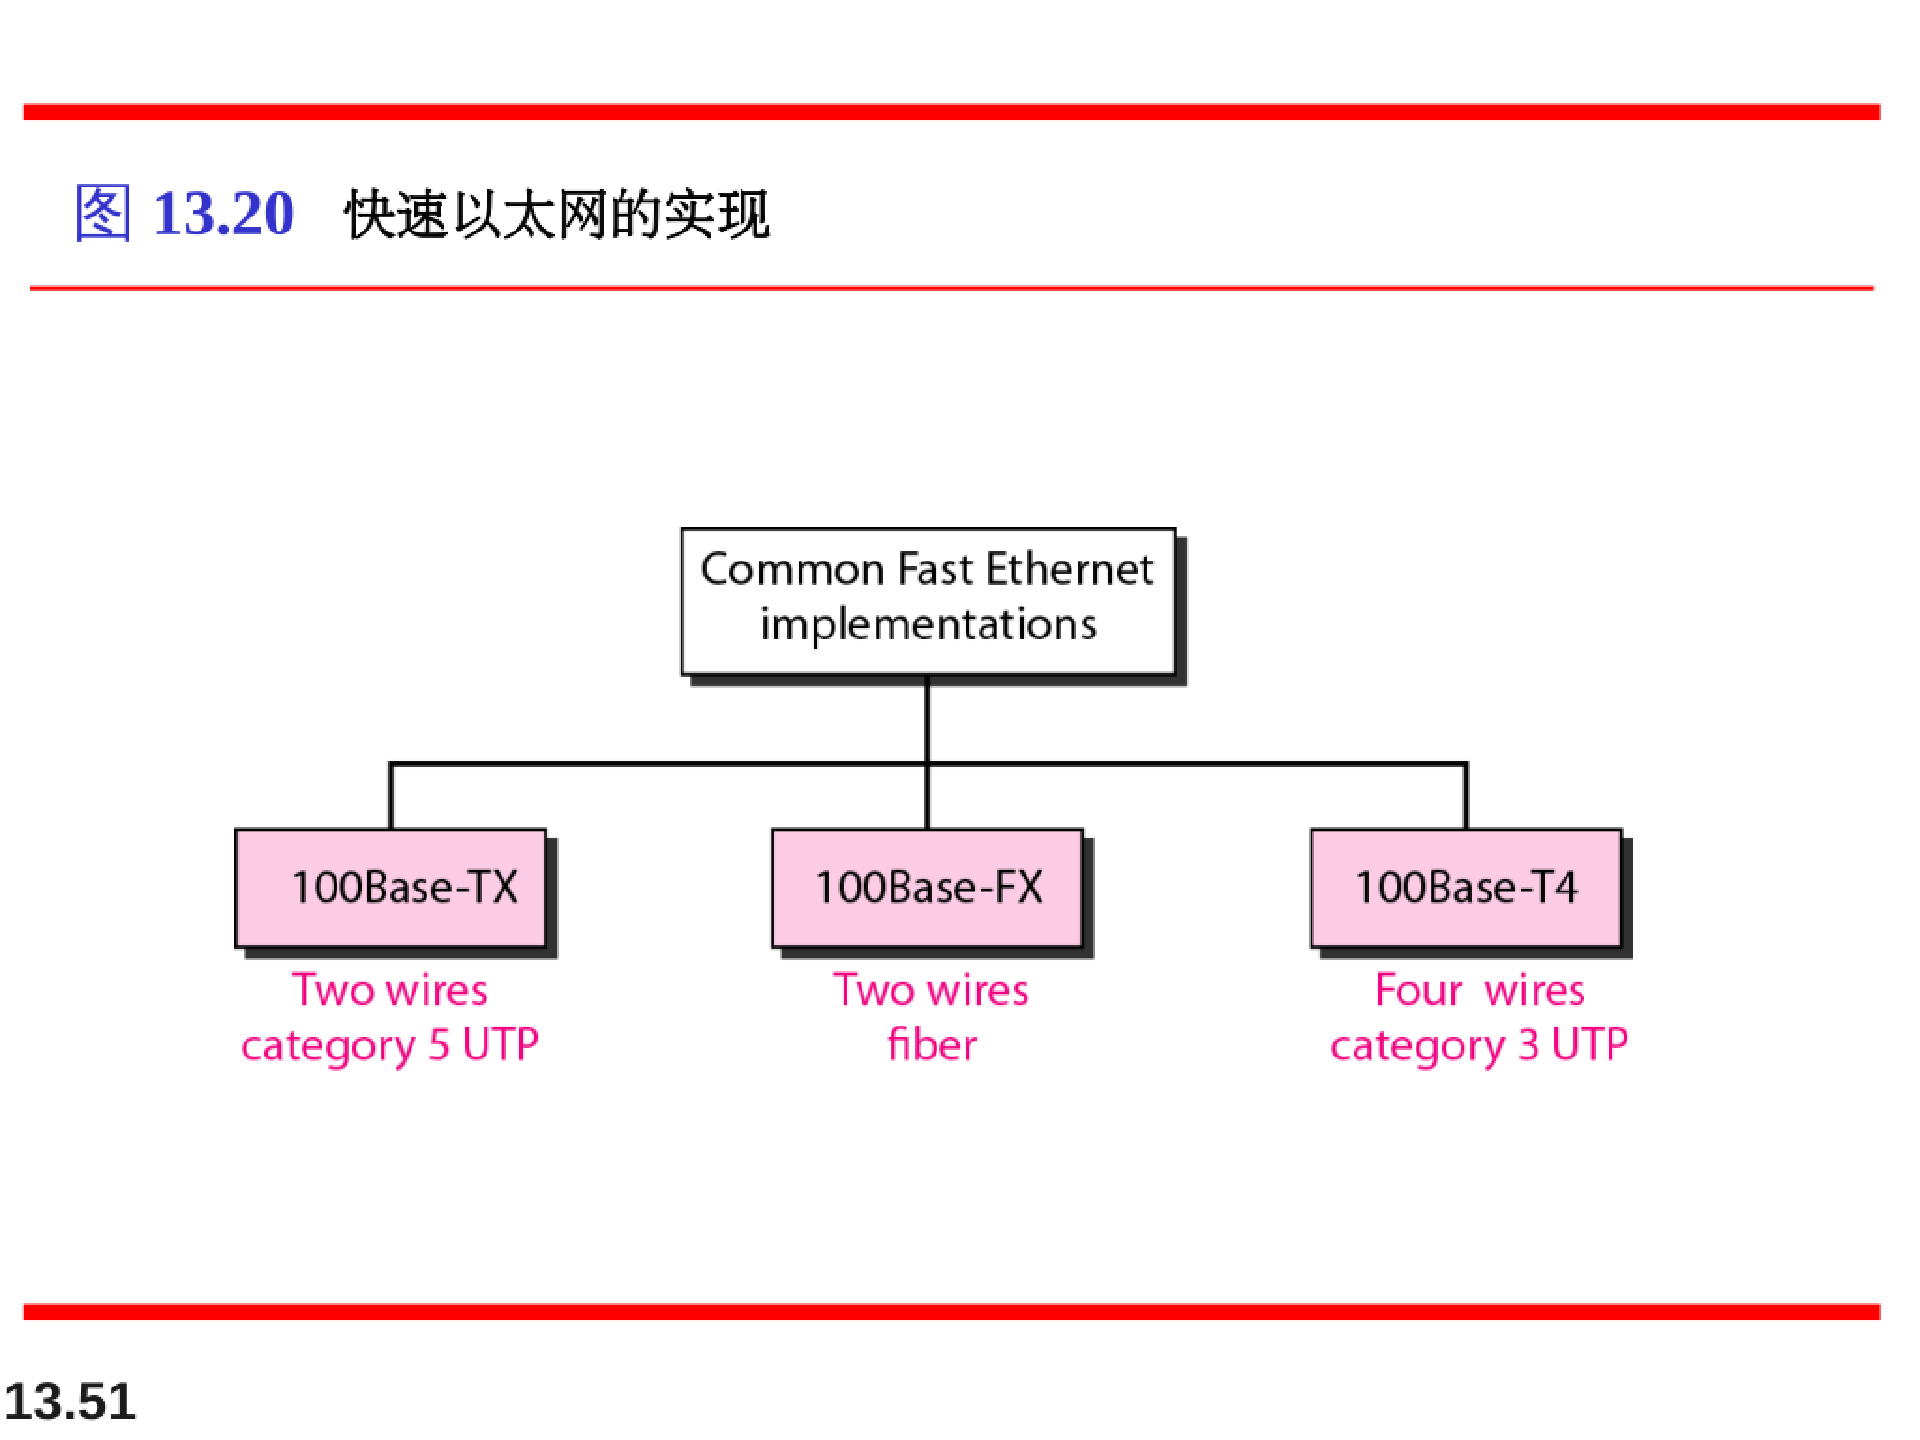 图 13.20 快速以太网的实现
Common Fast Ethernet
implementations
100Base-TX
100Base-FX
100Base-T4
Two wires
category 5 UTP
Two wires
fiber
Four wires
category 3 UTP
13.51